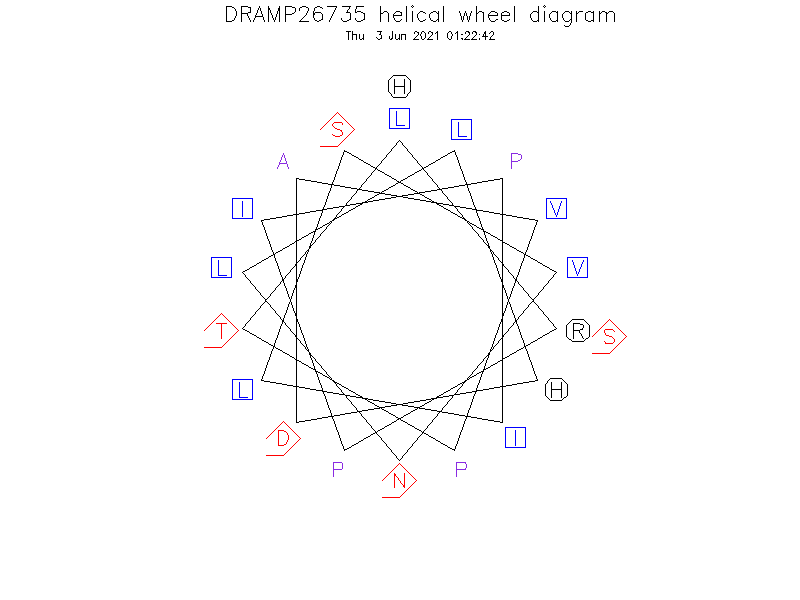 DRAMP26735 helical wheel diagram
Thu 3 Jun 2021 01:22:42
H
S L L
A P
I V
L V
T R S
L H
D I
P N P